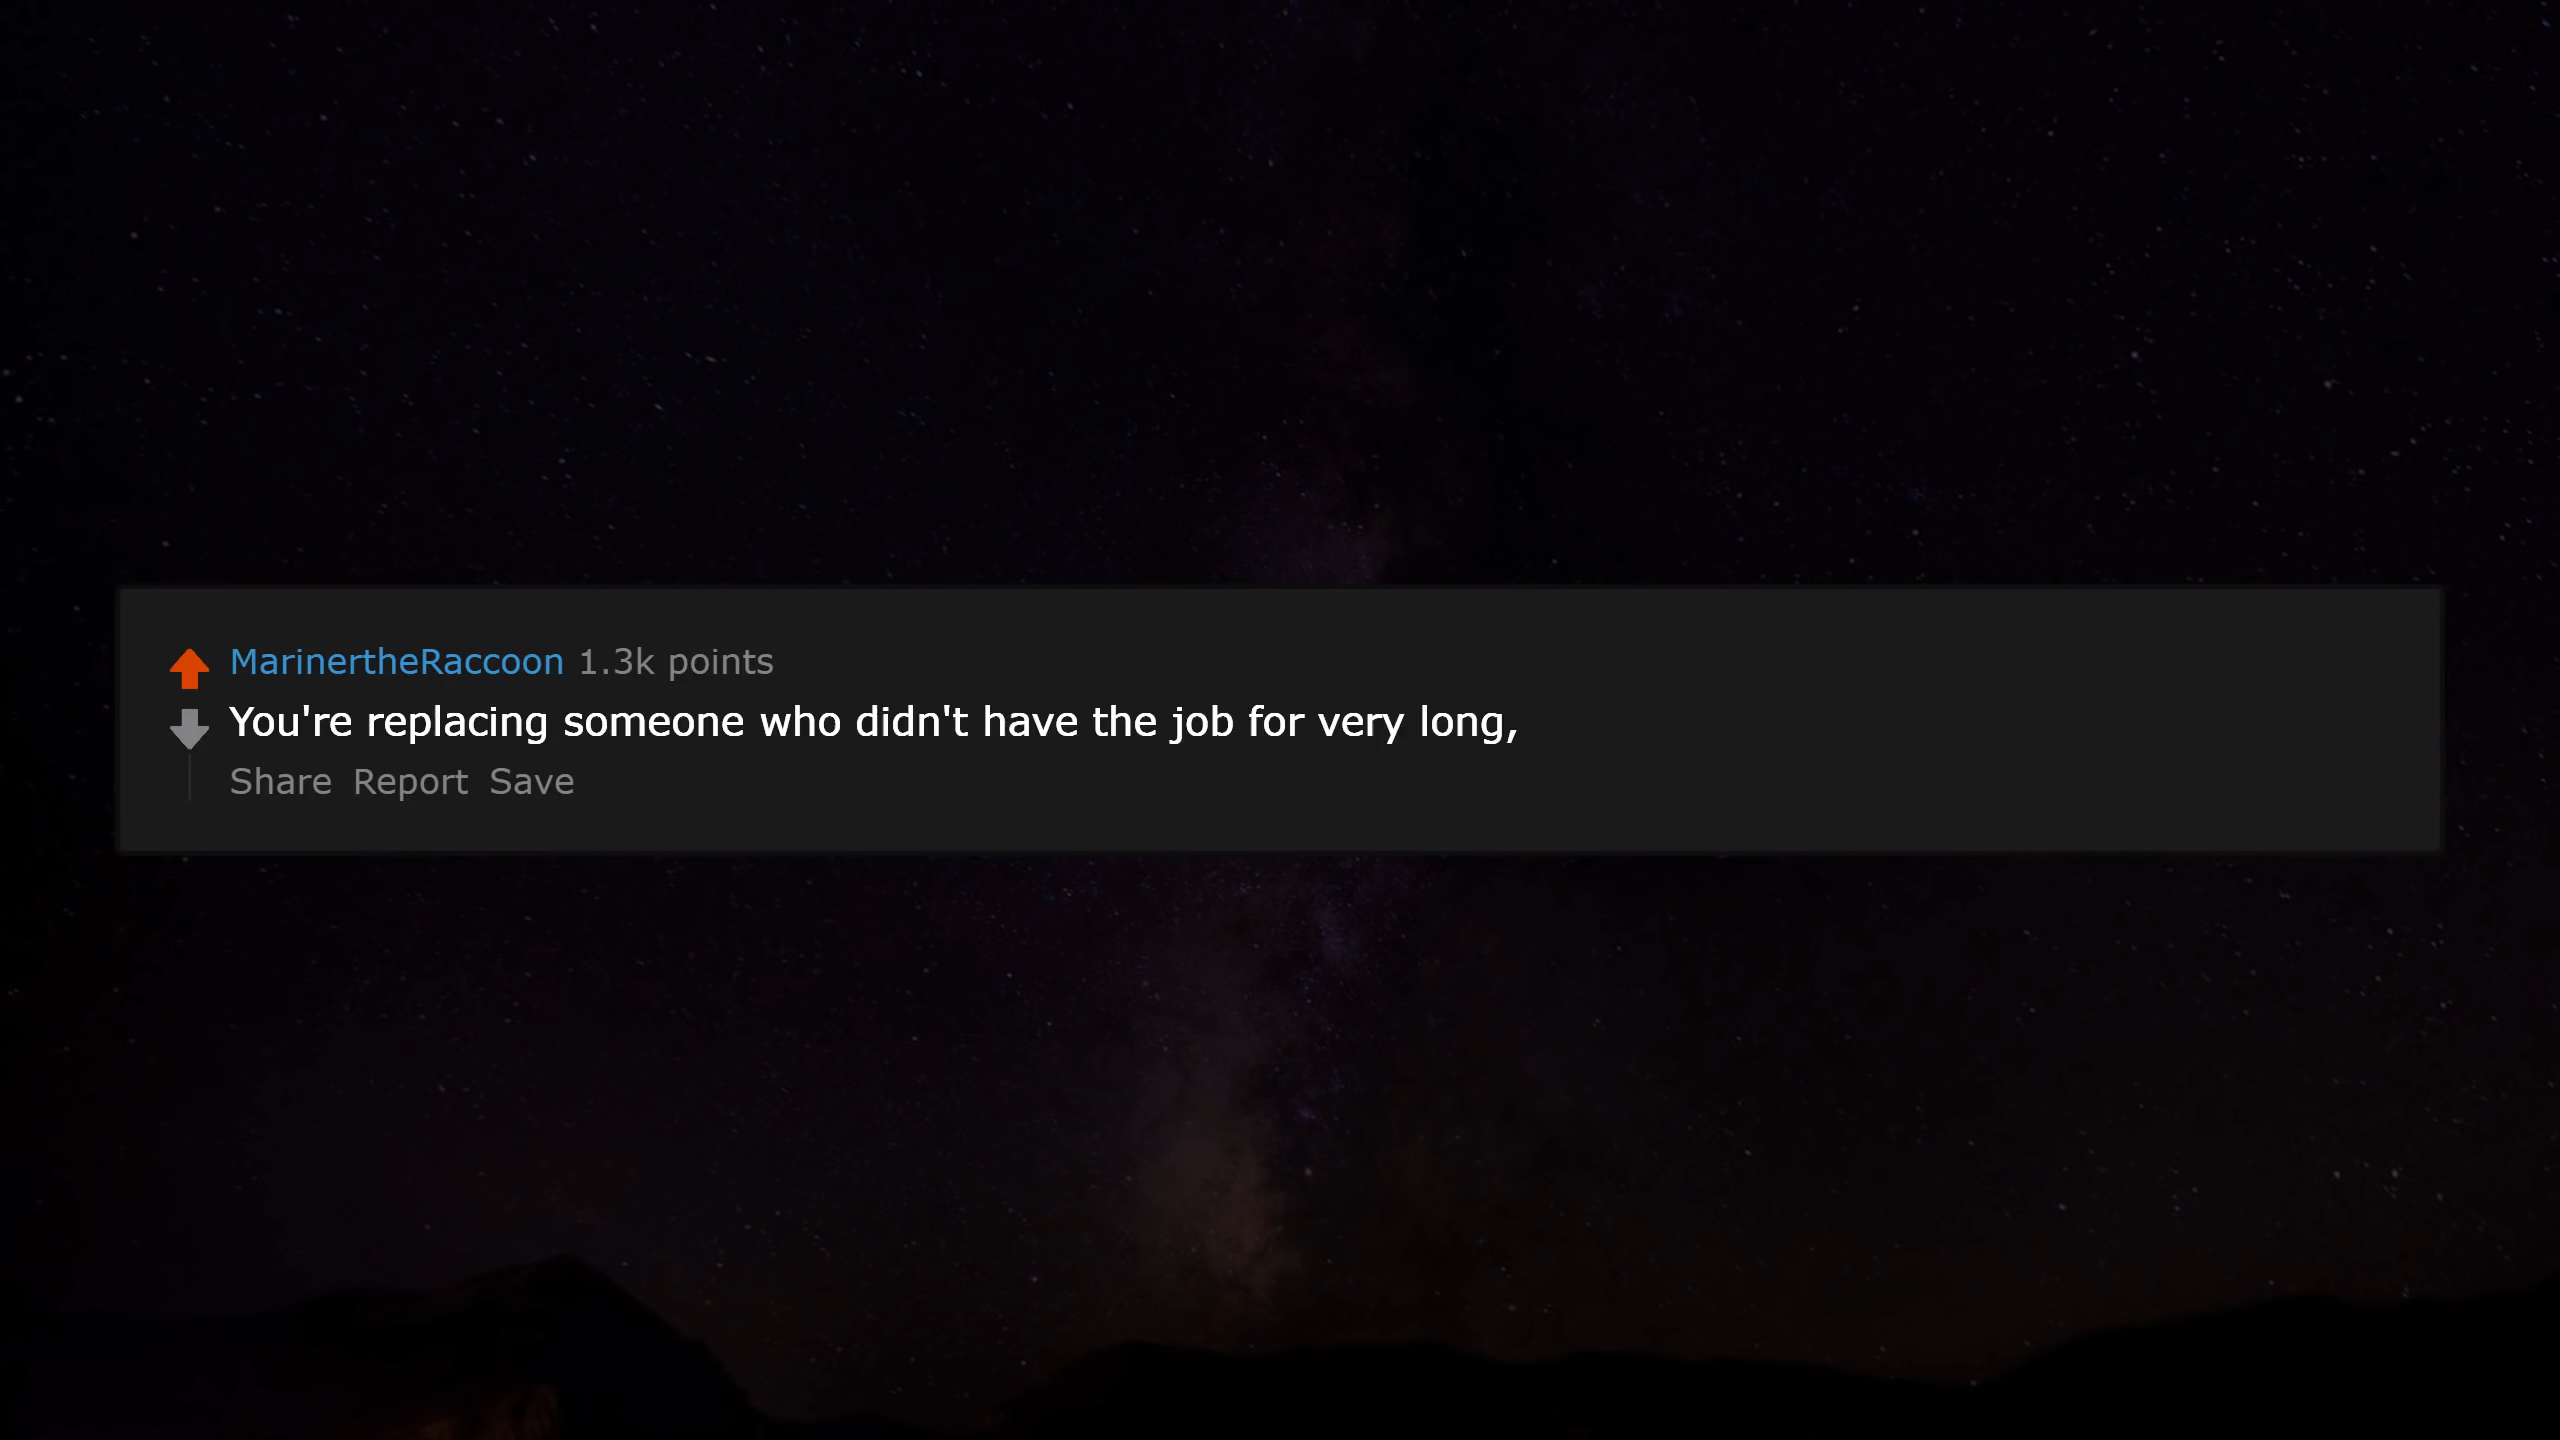 MarinertheRaccoon 1.3k points
You're replacing someone who didn't have the job for very long,
Share Report Save